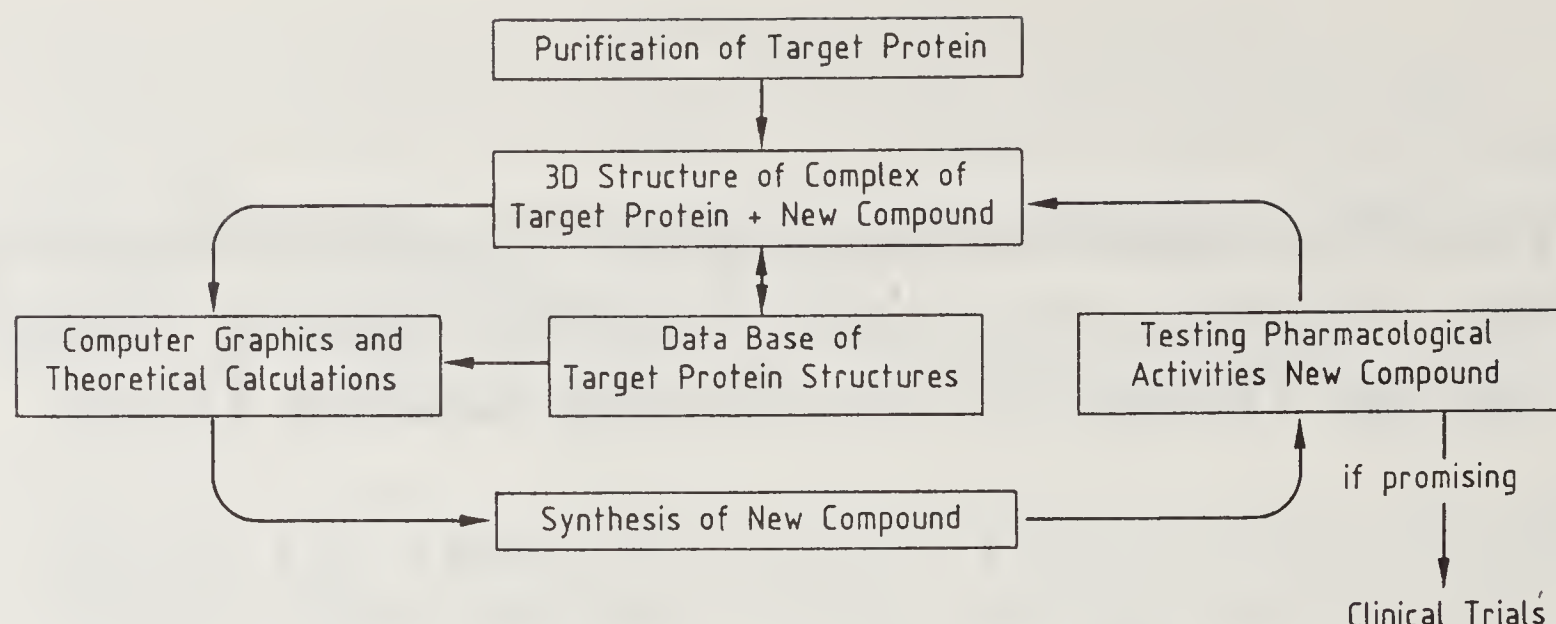 Purification of Target Protein
3D Structure of Complex of
Target Protein + New Compound
Computer Graphics and
Theoretical Calculations
Data Base of
Target Protein Structures
Testing Pharmacological
Activities New Compound
if promising
Synthesis of New Compound
Clinical Trials